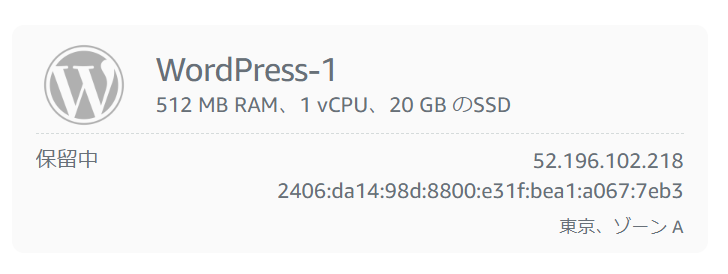 WordPress-1
512 MB RAM、1 vCPU、20 GB のSSD
保留中
52.196.102.218
2406:da14:98d:8800:e31f:bea1:a067:7eb3
東京、ゾーン A